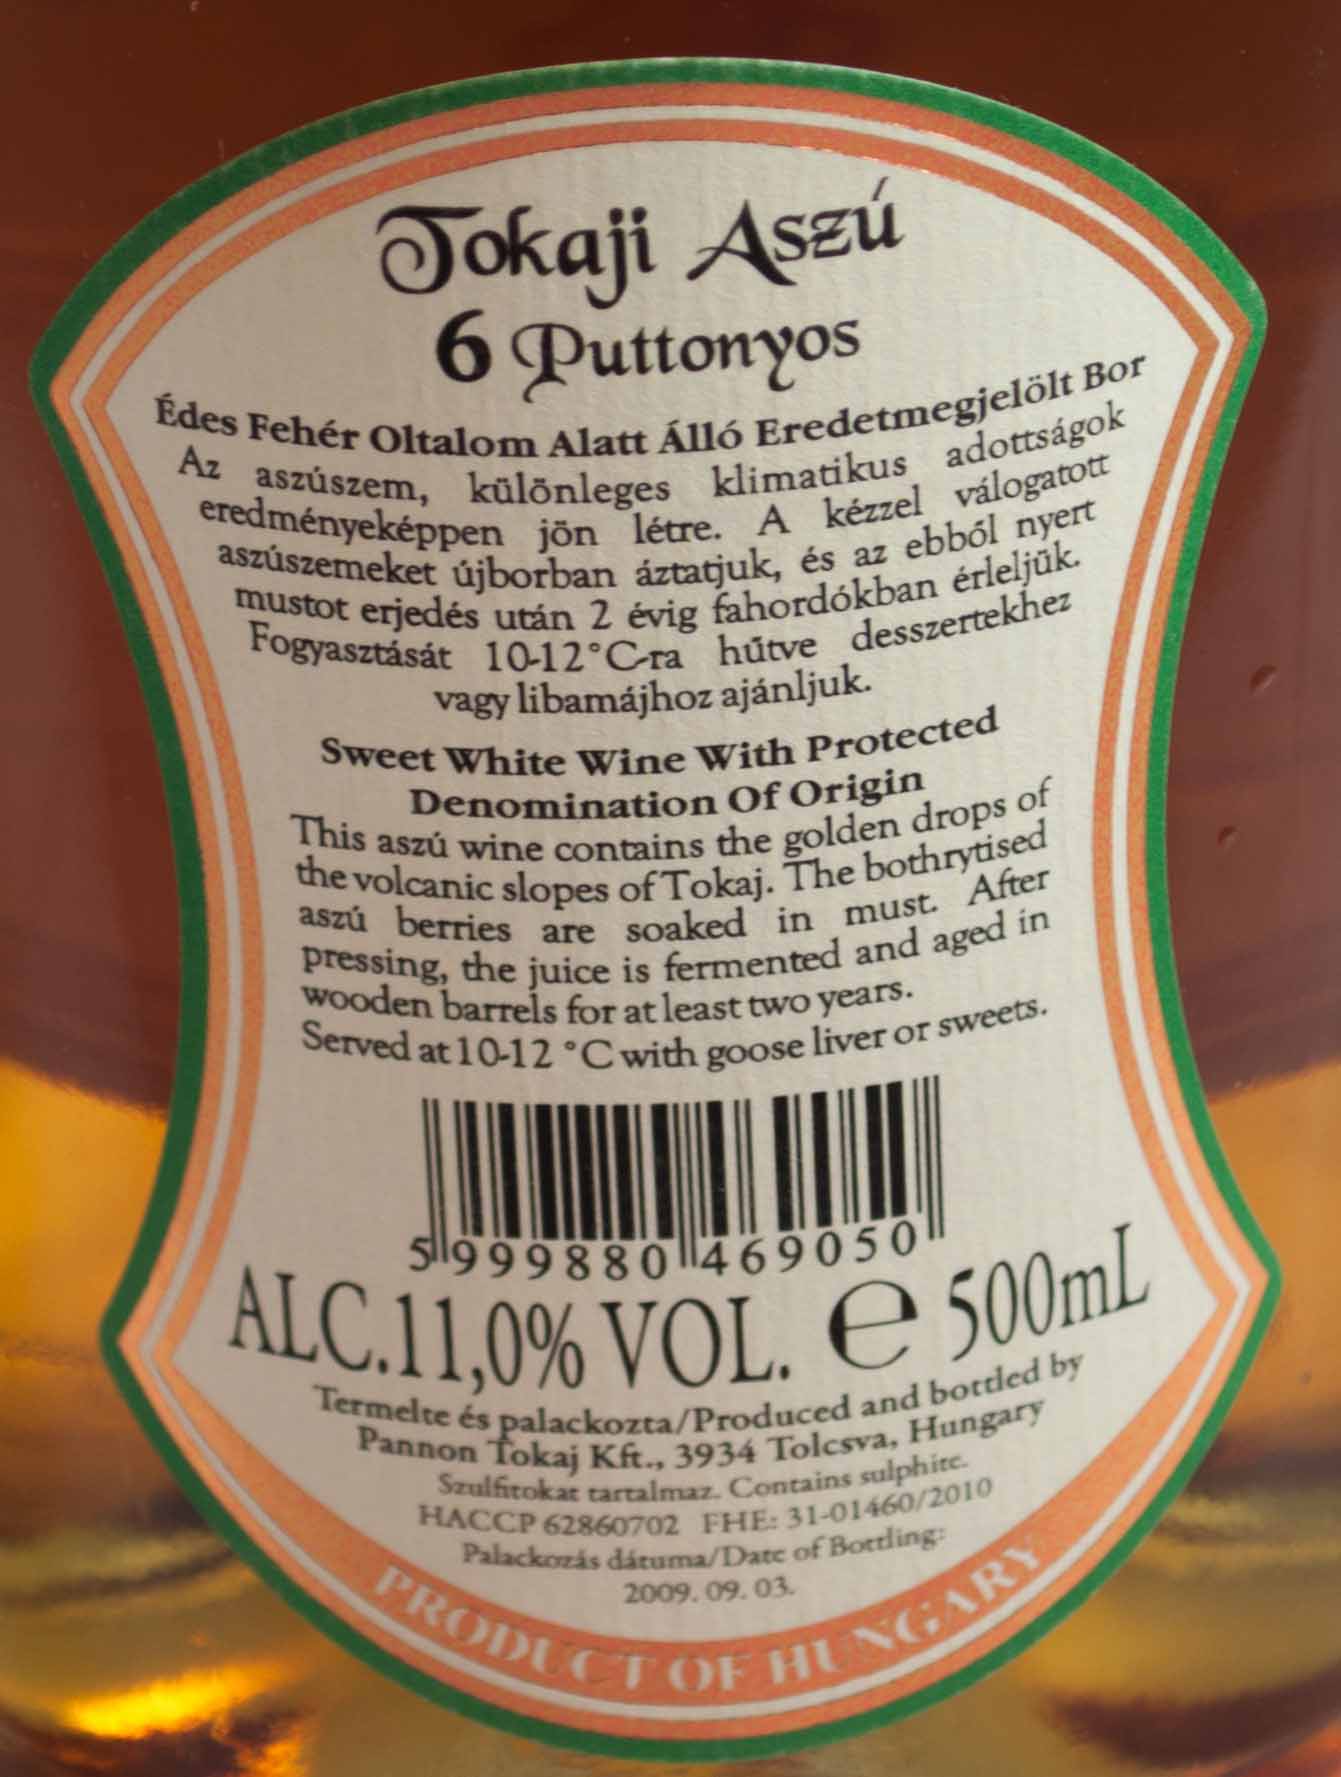 Tokaji Aszú
6 Puttonyos
Édes Fehér Oltalom Alatt Álló Eredetmegjelölt Bor
Az aszúszem, különleges klimatikus adottságok
eredményeképpen jön létre. A kézzel válogatott
aszúszemeket újborban áztatjuk, és az ebből nyert
mustot erjedés után 2 évig fahordókban érleljük.
Fogyasztását 10-12°C-ra hűtve desszertekhez
vagy libamájhoz ajánljuk.
Sweet White Wine With Protected
Denomination Of Origin
This aszú wine contains the golden drops of
the volcanic slopes of Tokaj. The bothrytised
aszú berries are soaked in must. After
pressing, the juice is fermented and aged in
wooden barrels for at least two years.
Served at 10-12 °C with goose liver or sweets.
5 999880 469050
ALC.11,0% VOL. ℮ 500mL
Termelte és palackozta/Produced and bottled by
Pannon Tokaj Kft., 3934 Tolcsva, Hungary
Szulfitokat tartalmaz. Contains sulphite.
HACCP 62860702 FHE: 31-01460/2010
Palackozás dátuma/Date of Bottling:
2009. 09. 03.
PRODUCT OF HUNGARY